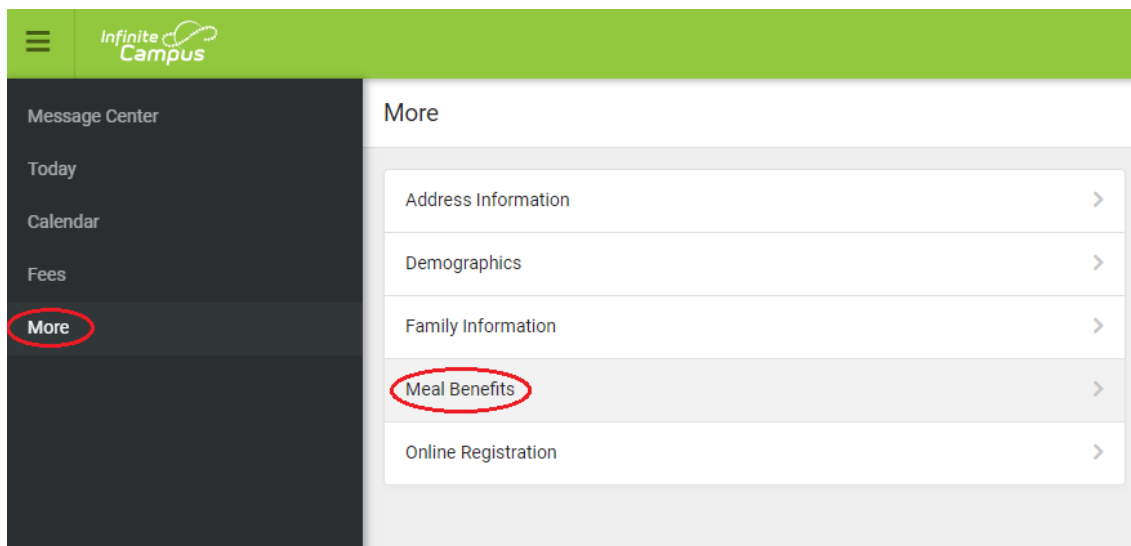 Infinite
Campus
Message Center
Today
Calendar
Fees
More
More
Address Information
Demographics
Family Information
Meal Benefits
Online Registration